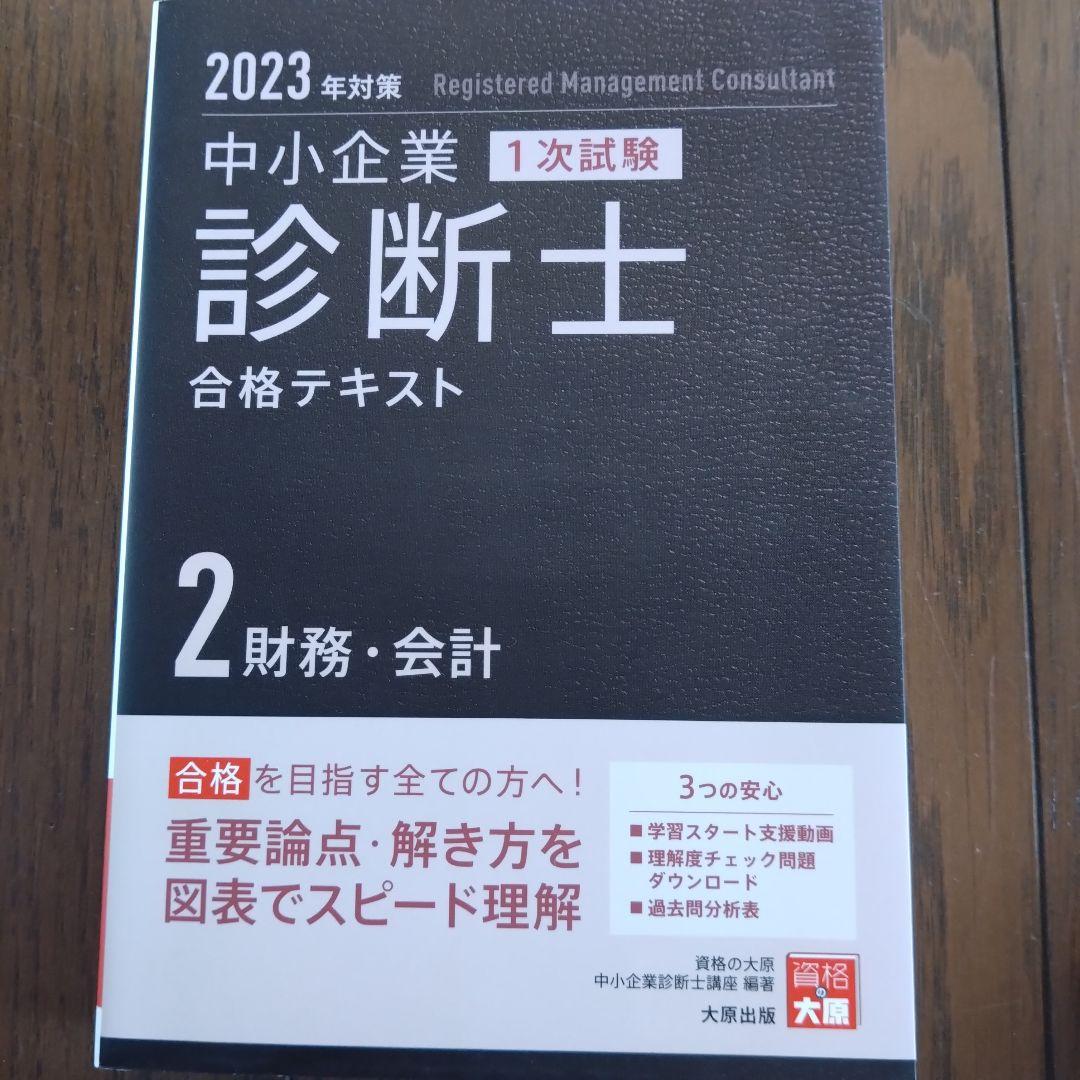 2023年対策 Registered Management Consultant
中小企業 1次試験
診断士
合格テキスト
2 財務・会計
合格を目指す全ての方へ!
重要論点・解き方を
図表でスピード理解
3つの安心
■学習スタート支援動画
■理解度チェック問題
ダウンロード
■過去問分析表
資格の大原
中小企業診断士講座 編著
大原出版
資格
は
大原